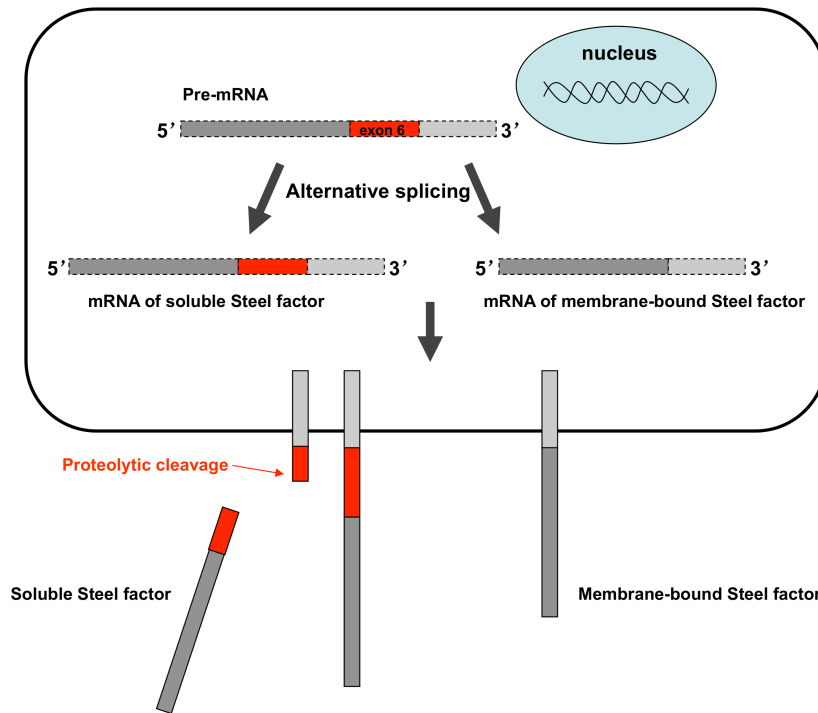 nucleus
Pre-mRNA
5’ exon 6 3’
Alternative splicing
5’ 3’
mRNA of soluble Steel factor
5’ 3’
mRNA of membrane-bound Steel factor
Proteolytic cleavage
Soluble Steel factor
Membrane-bound Steel factor